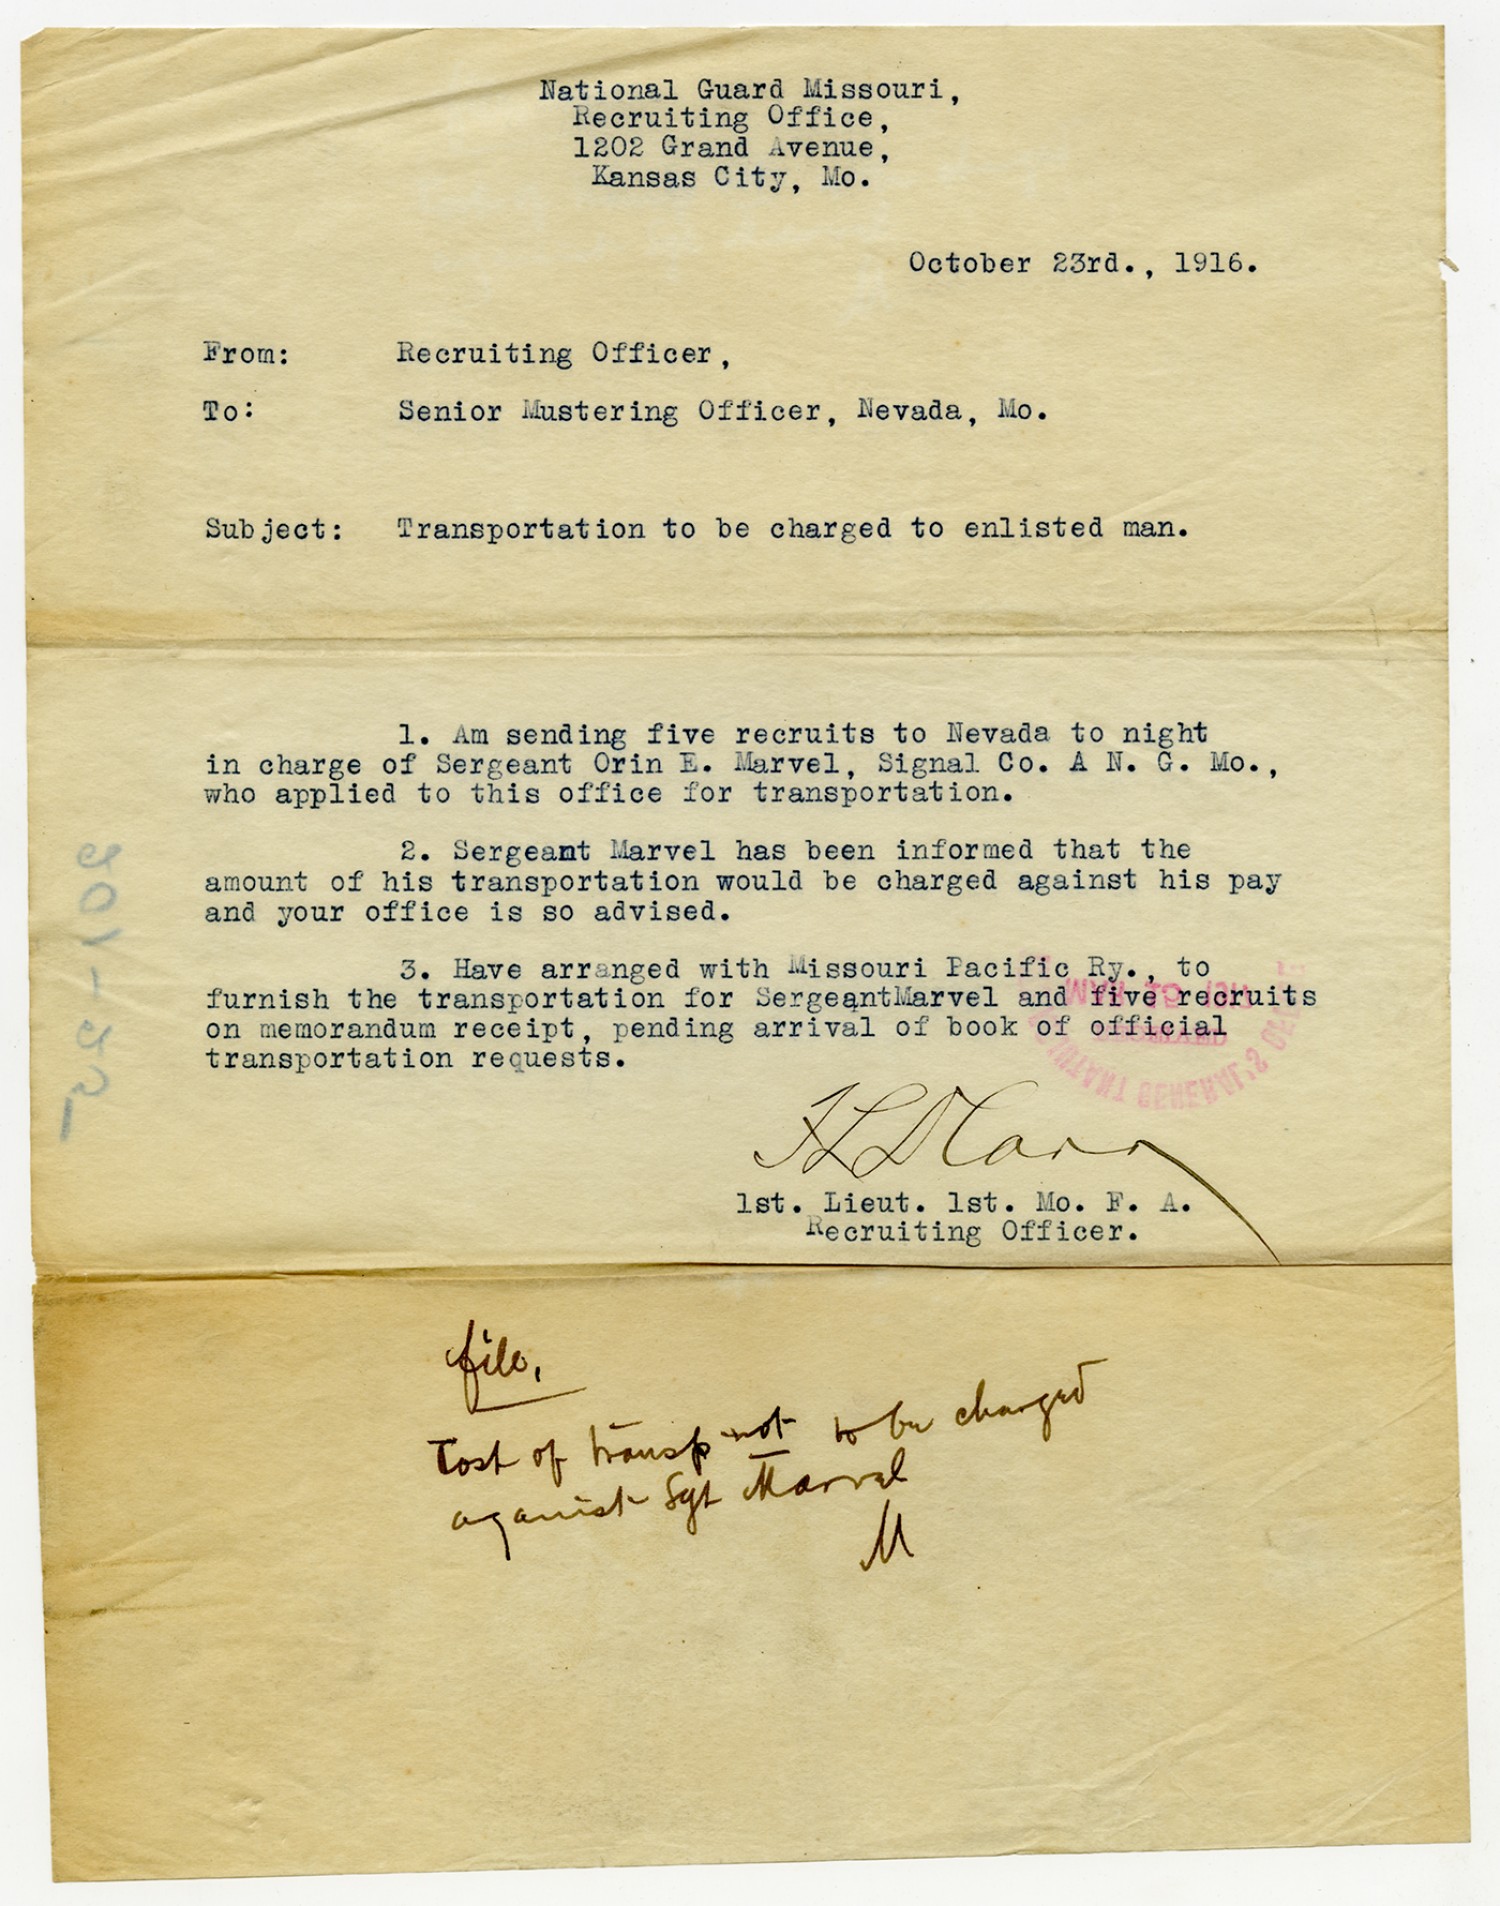 National Guard Missouri,
Recruiting Office,
1202 Grand Avenue,
Kansas City, Mo.
October 23rd., 1916.
From: Recruiting Officer,
To: Senior Mustering Officer, Nevada, Mo.
Subject: Transportation to be charged to enlisted man.
1. Am sending five recruits to Nevada to night
in charge of Sergeant Orin E. Marvel, Signal Co. A N. G. Mo.,
who applied to this office for transportation.
2. Sergeant Marvel has been informed that the
amount of his transportation would be charged against his pay
and your office is so advised.
3. Have arranged with Missouri Pacific Ry., to
furnish the transportation for SergeantMarvel and five recruits
on memorandum receipt, pending arrival of book of official
transportation requests.
1st. Lieut. 1st. Mo. F. A.
Recruiting Officer.
file,
Cost of transp not to be charged
against Sgt Marvel
M